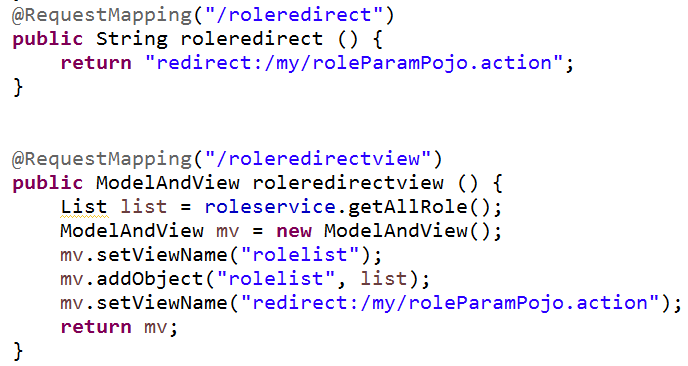 @RequestMapping("/roleredirect")
public String roleredirect () {
    return "redirect:/my/roleParamPojo.action";
}
@RequestMapping("/roleredirectview")
public ModelAndView roleredirectview () {
    List list = roleservice.getAllRole();
    ModelAndView mv = new ModelAndView();
    mv.setViewName("rolelist");
    mv.addObject("rolelist", list);
    mv.setViewName("redirect:/my/roleParamPojo.action");
    return mv;
}